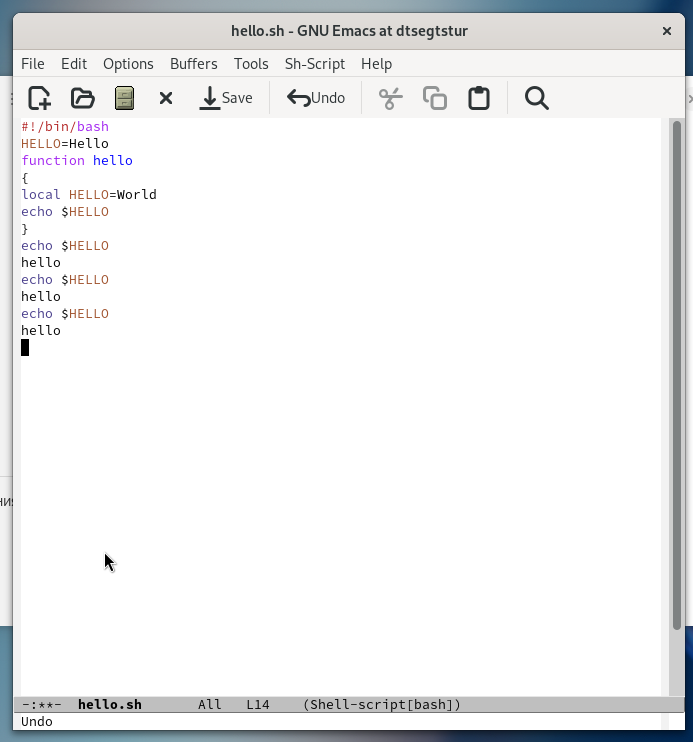 hello.sh - GNU Emacs at dtsegtstur
File Edit Options Buffers Tools Sh-Script Help
Save Undo
#!/bin/bash
HELLO=Hello
function hello
{
local HELLO=World
echo $HELLO
}
echo $HELLO
hello
echo $HELLO
hello
echo $HELLO
hello
-:**- hello.sh All L14 (Shell-script[bash])
Undo